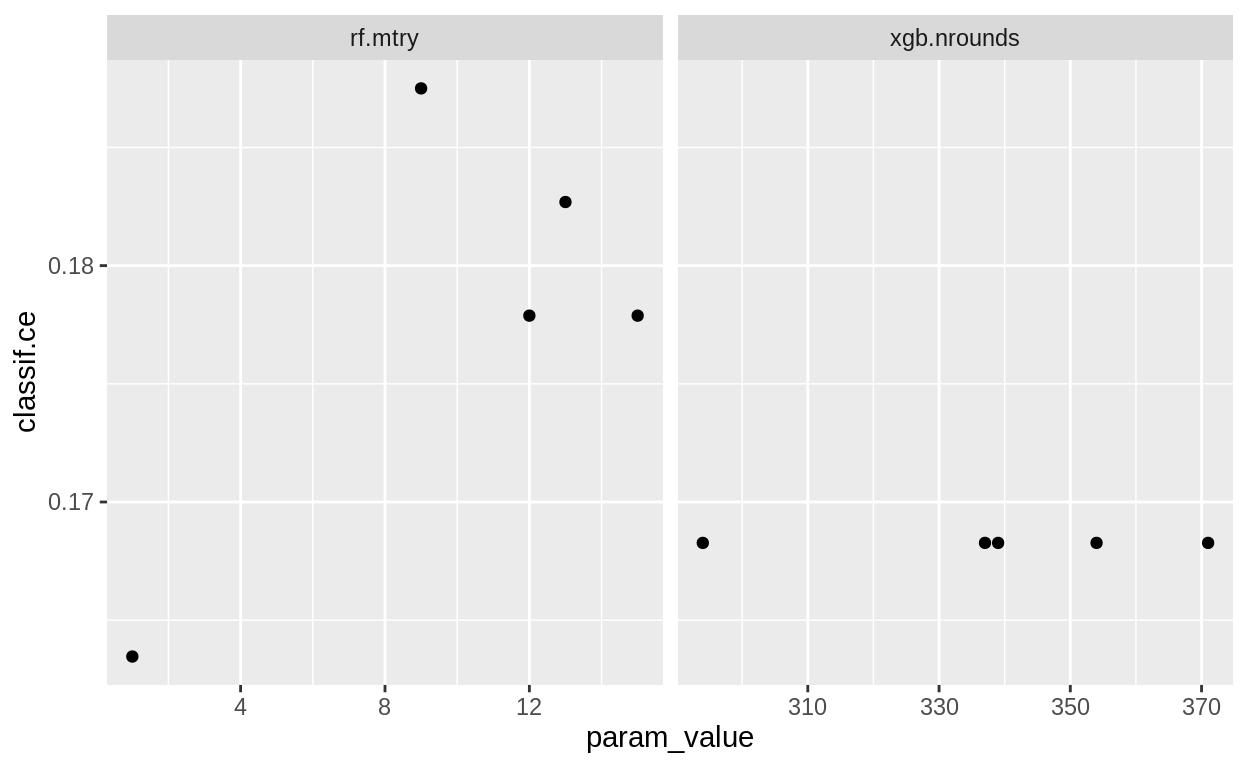 rf.mtry
xgb.nrounds
classif.ce
0.18
0.17
4 8 12
310 330 350 370
param_value